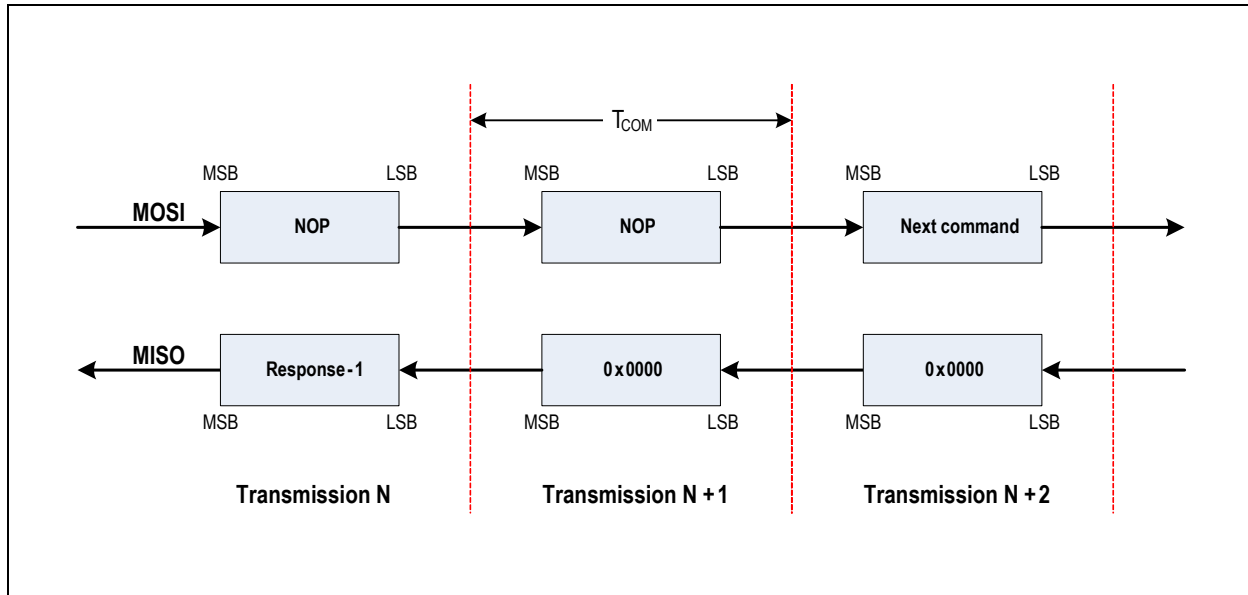 T_COM
MSB LSB MSB LSB MSB LSB
MOSI NOP NOP Next command
MISO Response-1 0x0000 0x0000
MSB LSB MSB LSB MSB LSB
Transmission N Transmission N+1 Transmission N+2